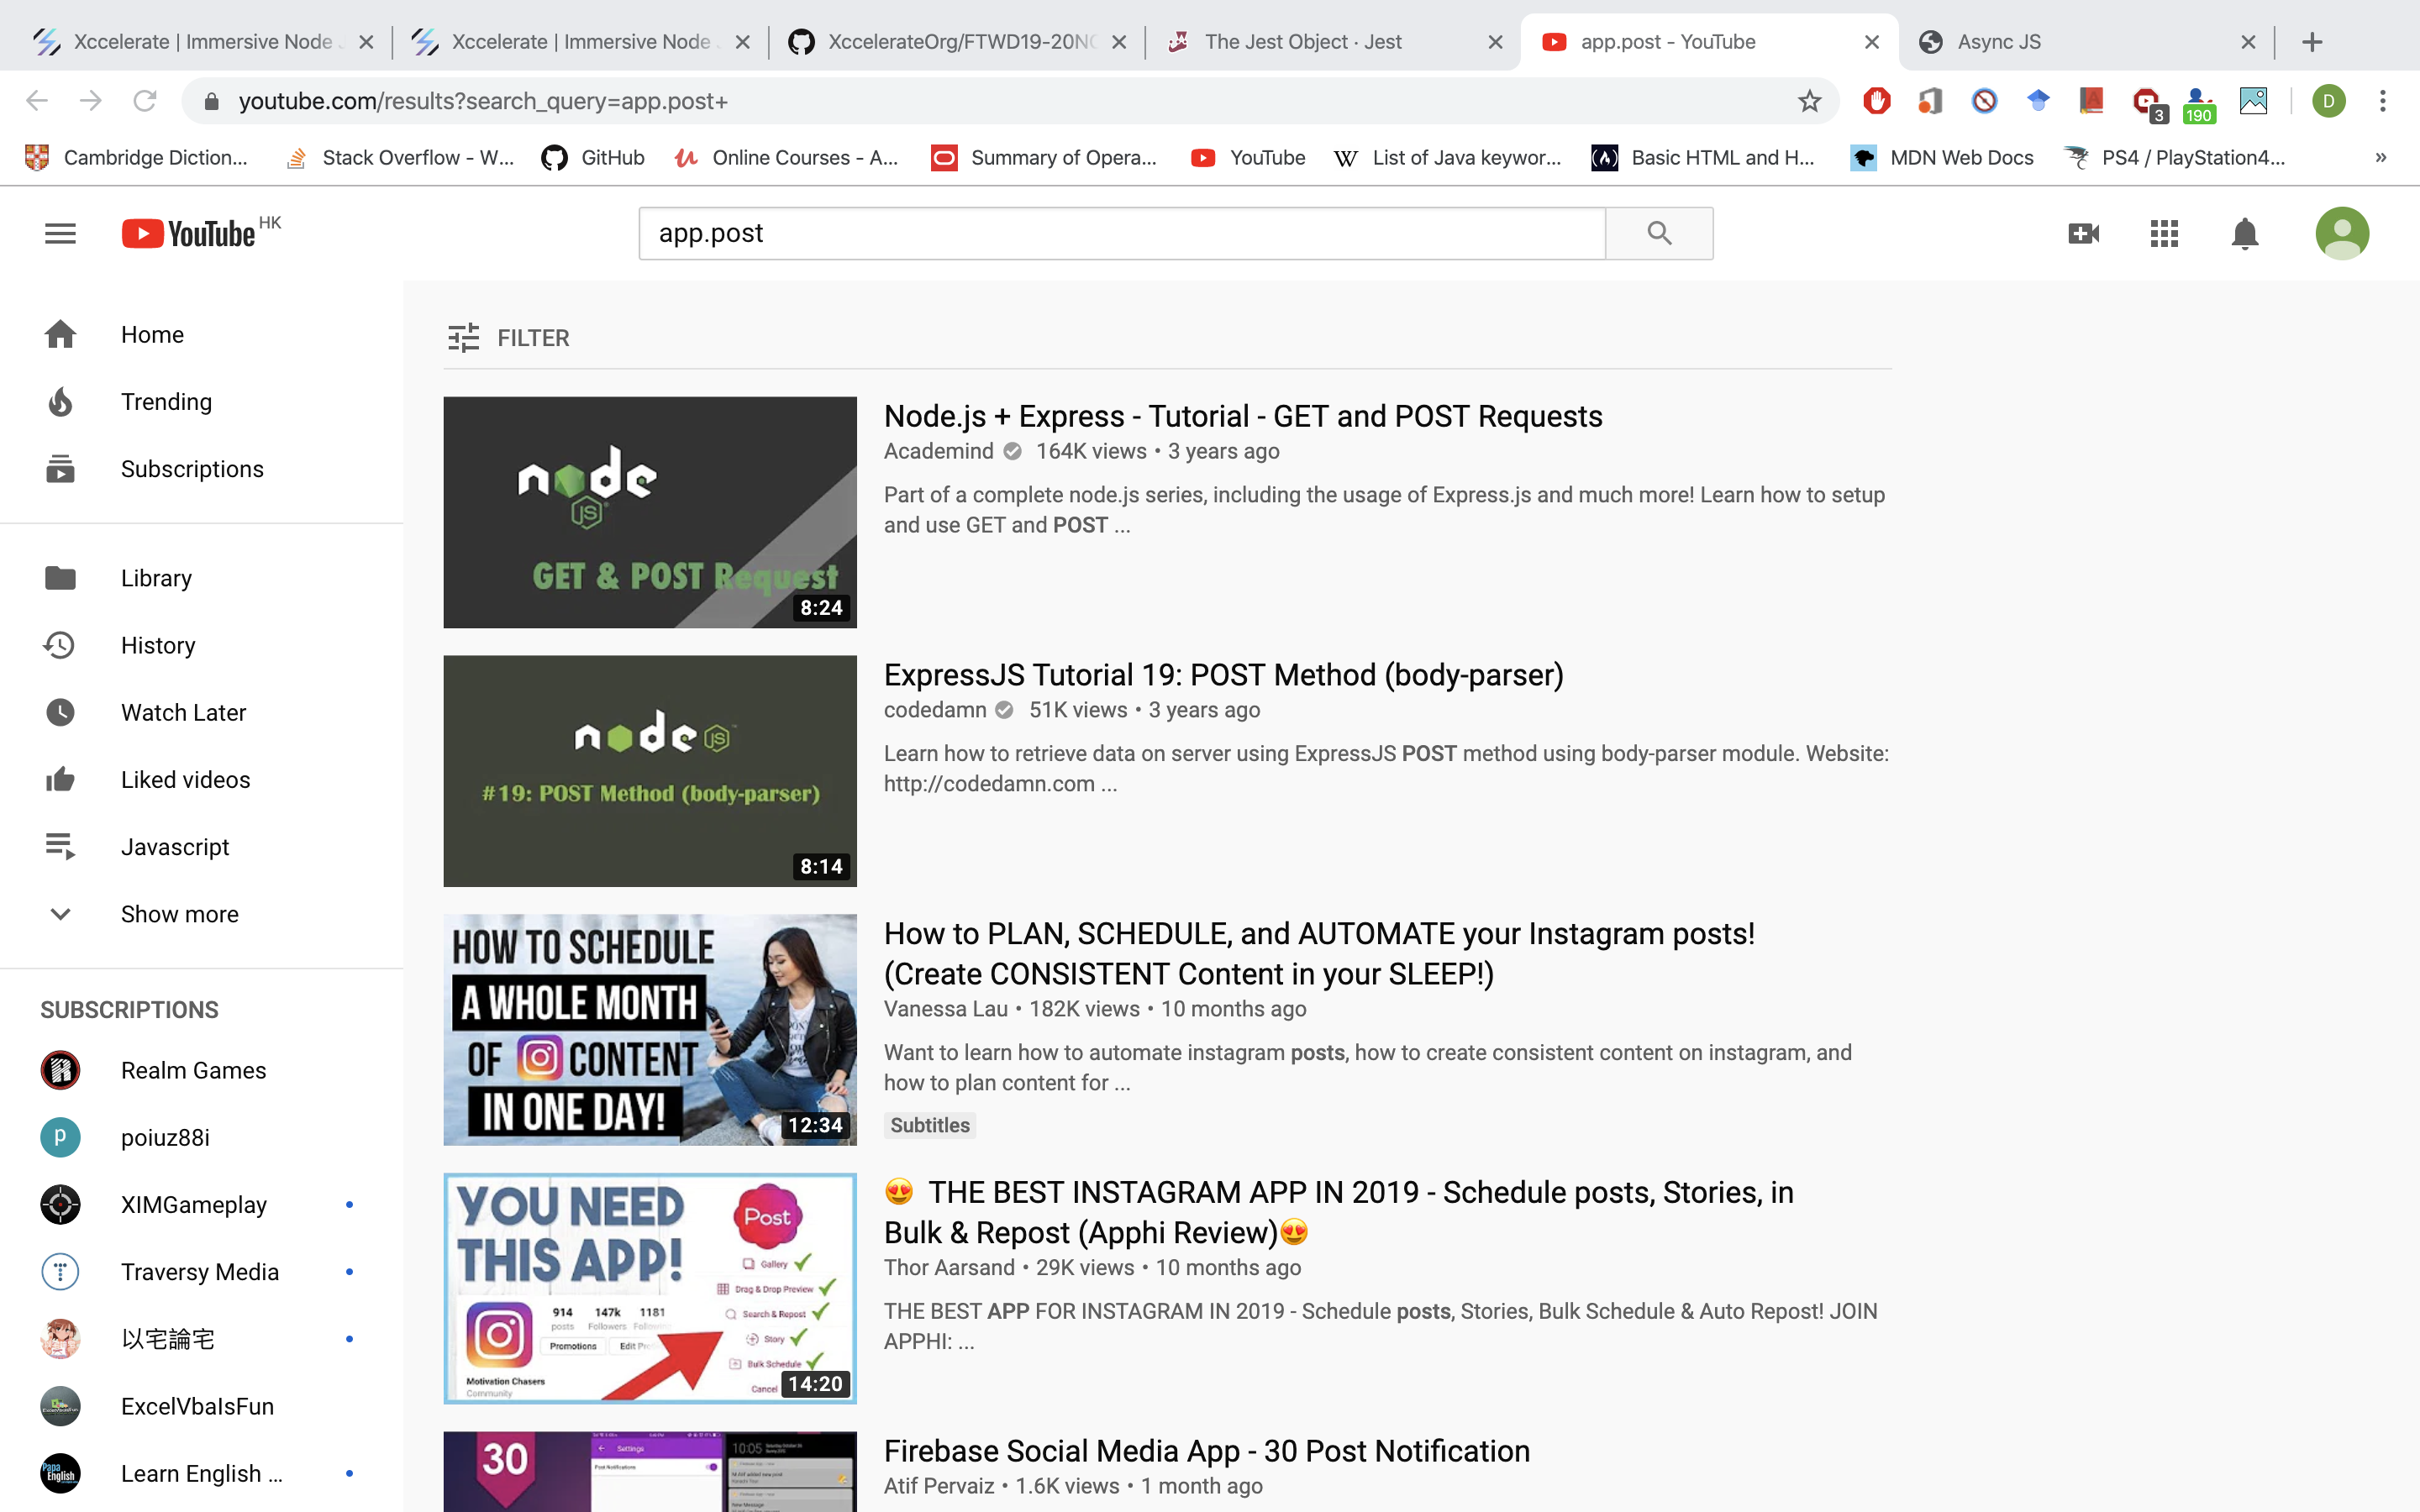 Xccelerate | Immersive Node J
Xccelerate | Immersive Node
XccelerateOrg/FTWD19-20NO
The Jest Object · Jest
app.post - YouTube
Async JS
youtube.com/results?search_query=app.post+
3
190
D
Cambridge Diction...
Stack Overflow - W...
GitHub
Online Courses - A...
Summary of Opera...
YouTube
W List of Java keywor...
Basic HTML and H...
MDN Web Docs
PS4 / PlayStation4...
»
YouTube HK
app.post
Home
Trending
Subscriptions
Library
History
Watch Later
Liked videos
Javascript
Show more
SUBSCRIPTIONS
Realm Games
p poiuz88i
XIMGameplay
Traversy Media
以宅論宅
ExcelVbaIsFun
Papa English
Learn English ...
FILTER
node
JS
GET & POST Request
8:24
Node.js + Express - Tutorial - GET and POST Requests
Academind 164K views • 3 years ago
Part of a complete node.js series, including the usage of Express.js and much more! Learn how to setup
and use GET and POST ...
node JS
#19: POST Method (body-parser)
8:14
ExpressJS Tutorial 19: POST Method (body-parser)
codedamn 51K views • 3 years ago
Learn how to retrieve data on server using ExpressJS POST method using body-parser module. Website:
http://codedamn.com ...
HOW TO SCHEDULE
A WHOLE MONTH
OF CONTENT
IN ONE DAY!
12:34
How to PLAN, SCHEDULE, and AUTOMATE your Instagram posts!
(Create CONSISTENT Content in your SLEEP!)
Vanessa Lau • 182K views • 10 months ago
Want to learn how to automate instagram posts, how to create consistent content on instagram, and
how to plan content for ...
Subtitles
YOU NEED
THIS APP!
Post
Gallery
Drag & Drop Preview
Search & Repost
Story
Bulk Schedule
Cancel
914 147k 1181
posts Followers
Promotions Edit Pro
Motivation Chasers
Community
14:20
😍 THE BEST INSTAGRAM APP IN 2019 - Schedule posts, Stories, in
Bulk & Repost (Apphi Review)😍
Thor Aarsand • 29K views • 10 months ago
THE BEST APP FOR INSTAGRAM IN 2019 - Schedule posts, Stories, Bulk Schedule & Auto Repost! JOIN
APPHI: ...
30
Settings
Post Notifications
10:05
New Message
Firebase Social Media App - 30 Post Notification
Atif Pervaiz • 1.6K views • 1 month ago